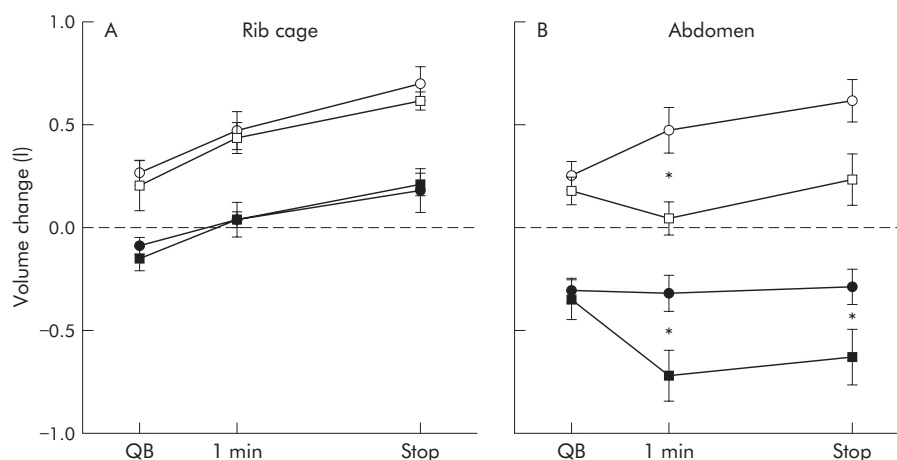 A Rib cage
B Abdomen
Volume change (l)
1.0
0.5
0.0
−0.5
−1.0
*
*
*
QB 1 min Stop
QB 1 min Stop